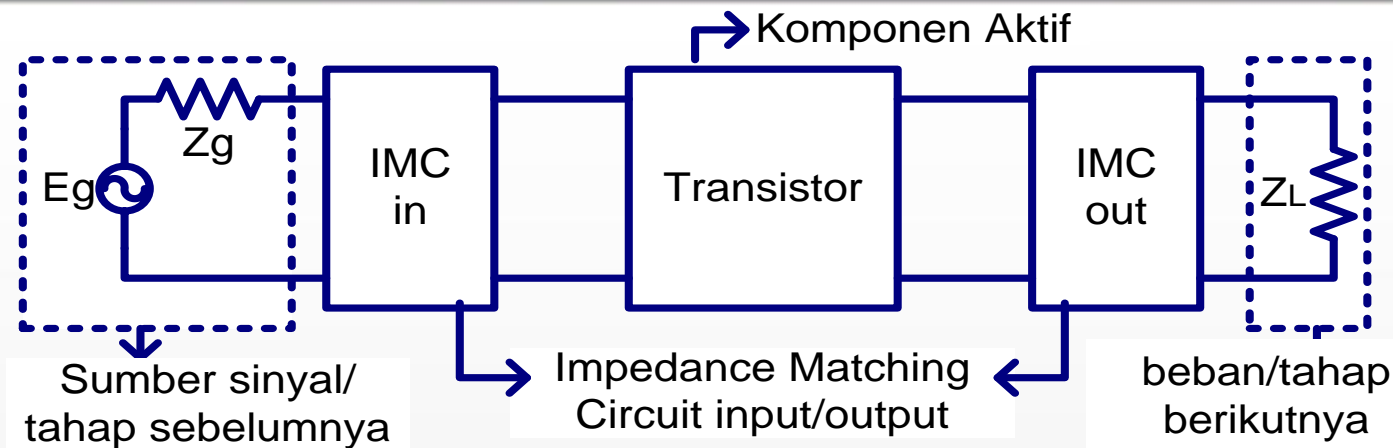 Komponen Aktif
Zg
Eg
IMC
in
Transistor
IMC
out
ZL
Sumber sinyal/
tahap sebelumnya
Impedance Matching
Circuit input/output
beban/tahap
berikutnya